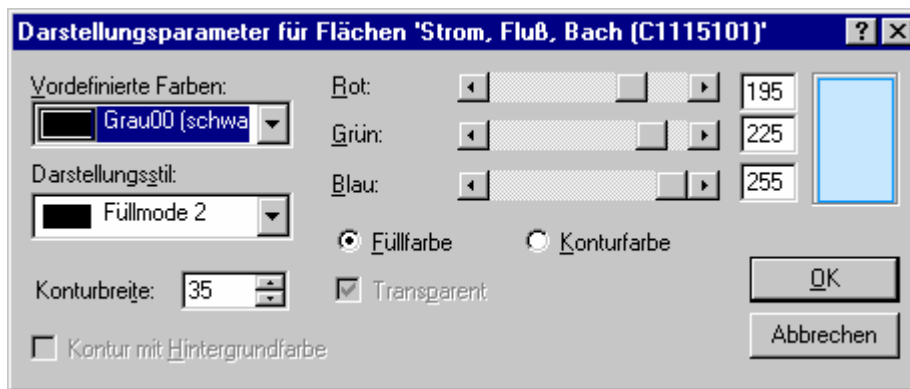 Darstellungsparameter für Flächen 'Strom, Fluß, Bach (C1115101)'
Vordefinierte Farben:
Grau00 (schwa
Darstellungsstil:
Füllmode 2
Konturbreite: 35
Kontur mit Hintergrundfarbe
Rot: 195
Grün: 225
Blau: 255
Füllfarbe Konturfarbe
Transparent
OK
Abbrechen